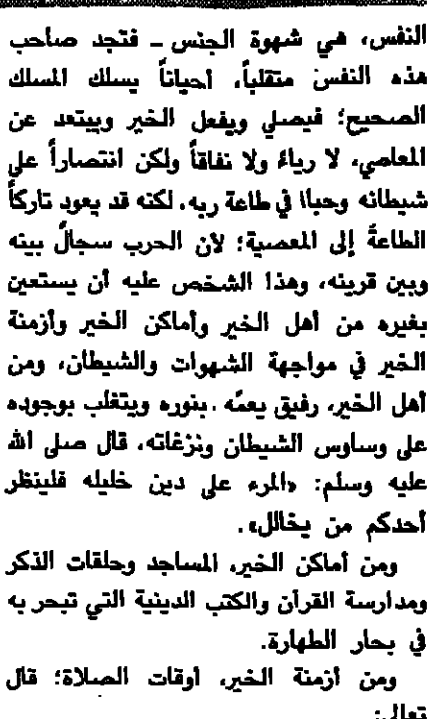 النفس، هي شهوة الجنس - فتجد صاحب
هذه النفس متقلباً، أحياناً يسلك المسلك
الصحيح؛ فيصلي ويفعل الخير ويبتعد عن
المعاصي، لا رياءً ولا نفاقاً ولكن انتصاراً على
شيطانه وحباا في طاعة ربه. لكنه قد يعود تاركاً
الطاعةً إلى المعصية؛ لأن الحرب سجالٌ بينه
وبين قرينه، وهذا الشخص عليه أن يستعين
بغيره من أهل الخير وأماكن الخير وأزمنة
الخير في مواجهة الشهوات والشيطان، ومن
أهل الخير، رفيق يعمّه .بنوره ويتغلب بوجوده
على وساوس الشيطان ونزغاته، قال صلى الله
عليه وسلم: «المرء على دين خليله فلينظر
أحدكم من يخالل».
ومن أماكن الخير، المساجد وحلقات الذكر
ومدارسة القرآن والكتب الدينية التي تبحر به
في بحار الطهارة.
ومن أزمنة الخير، أوقات الصلاة؛ قال
تعالى: